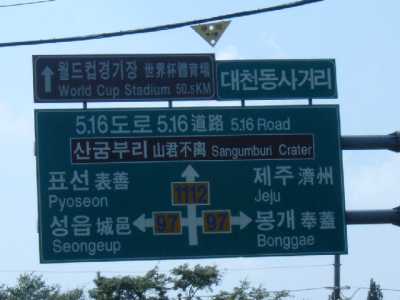 월드컵경기장 世界杯體育場
World Cup Stadium 50.5KM
대천동사거리
5.16도로 5.16 道路 5.16 Road
산굼부리 山君不离 Sangumburi Crater
1112
표선 表善
Pyoseon
제주 濟州
Jeju
성읍 城邑
Seongeup
97
97
봉개 奉蓋
Bonggae